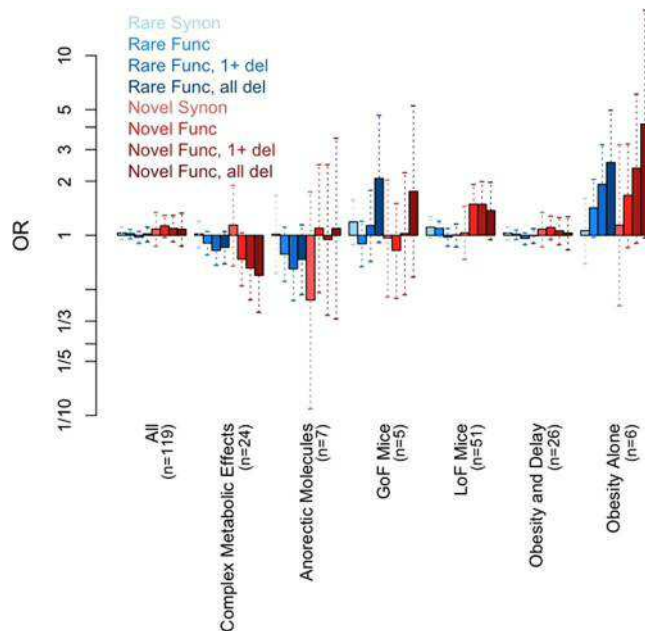 Rare Synon
Rare Func
Rare Func, 1+ del
Rare Func, all del
Novel Synon
Novel Func
Novel Func, 1+ del
Novel Func, all del
OR
10
5
3
2
1
1/3
1/5
1/10
All
(n=119)
Complex Metabolic Effects
(n=24)
Anorectic Molecules
(n=7)
GoF Mice
(n=5)
LoF Mice
(n=51)
Obesity and Delay
(n=26)
Obesity Alone
(n=6)